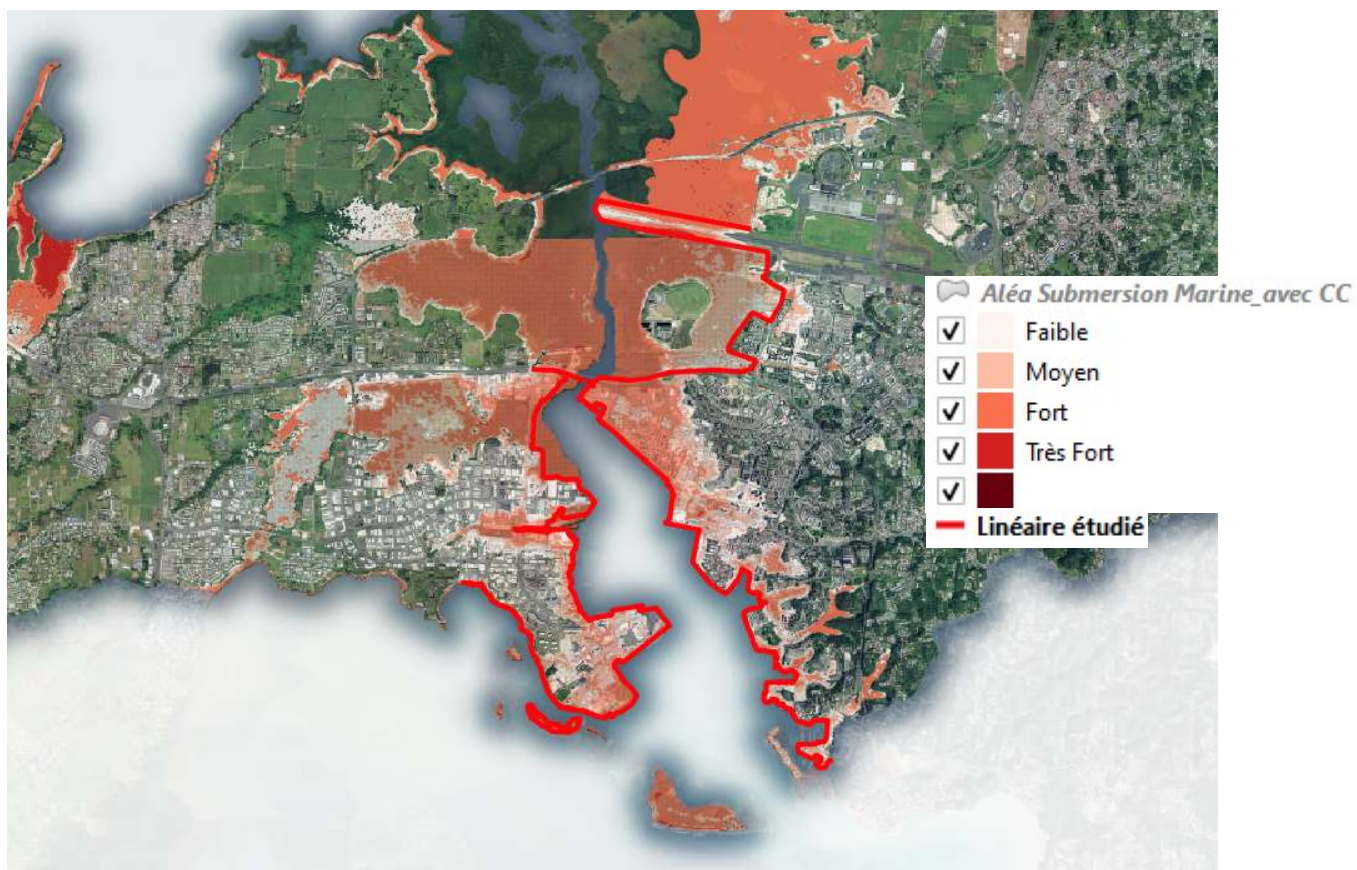 Aléa Submersion Marine_avec CC
Faible
Moyen
Fort
Très Fort
Linéaire étudié